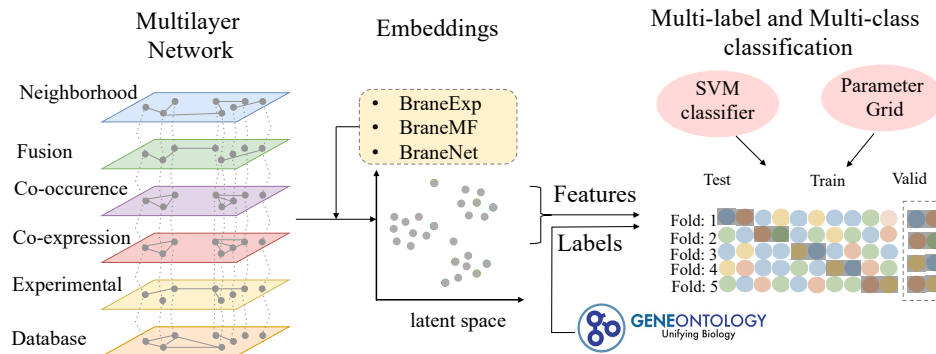 Multilayer
Network
Embeddings
Multi-label and Multi-class
classification
Neighborhood
Fusion
Co-occurence
Co-expression
Experimental
Database
• BraneExp
• BraneMF
• BraneNet
latent space
Features
Labels
GENEONTOLOGY
Unifying Biology
SVM
classifier
Parameter
Grid
Test
Train
Valid
Fold: 1
Fold: 2
Fold: 3
Fold: 4
Fold: 5